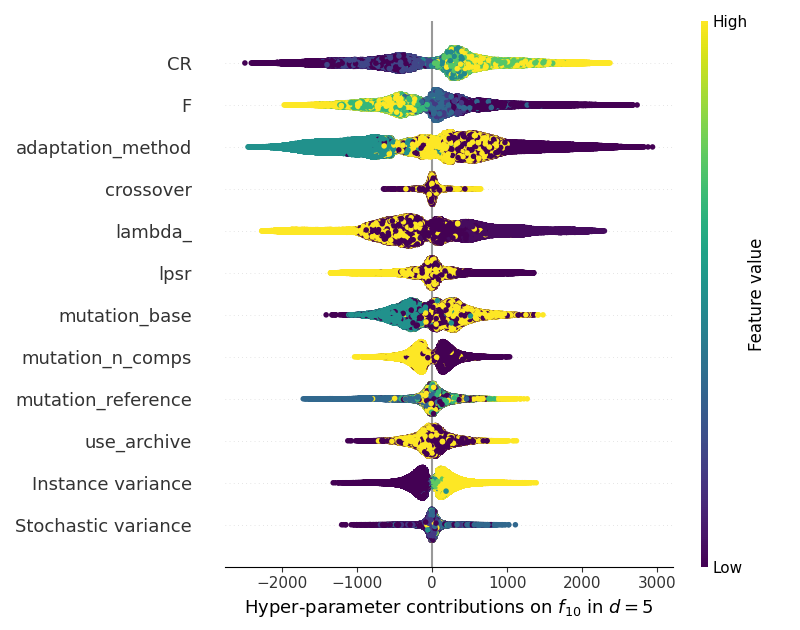 High
CR
F
adaptation_method
crossover
lambda_
lpsr
mutation_base
mutation_n_comps
mutation_reference
use_archive
Instance variance
Stochastic variance
Feature value
Low
−2000 −1000 0 1000 2000 3000
Hyper-parameter contributions on f₁₀ in d = 5